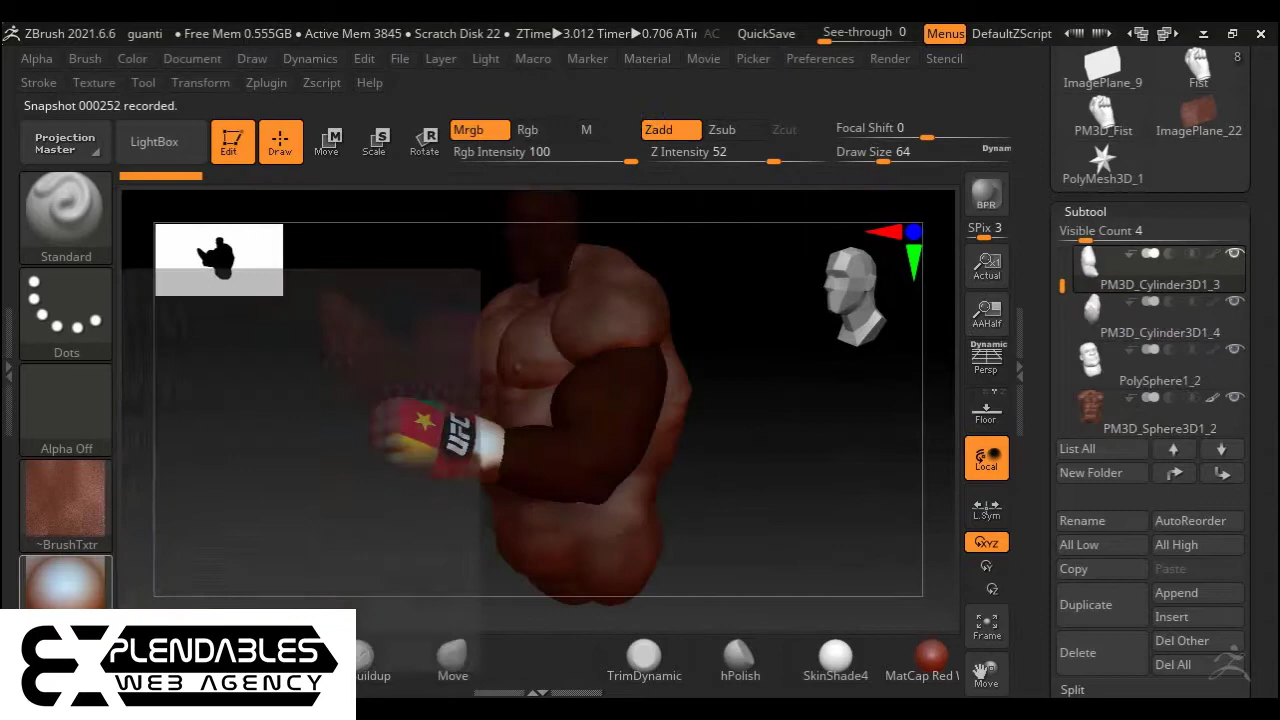 ZBrush 2021.6.6 guanti • Free Mem 0.555GB • Active Mem 3845 • Scratch Disk 22 • ZTime▶3.012 Timer▶0.706 ATir AC QuickSave See-through 0 Menus DefaultZScript
Alpha Brush Color Document Draw Dynamics Edit File Layer Light Macro Marker Material Movie Picker Preferences Render Stencil
Stroke Texture Tool Transform Zplugin Zscript Help
Snapshot 000252 recorded.
Projection
Master
LightBox
Edit
Draw
Move
Scale
Rotate
Mrgb Rgb M
Rgb Intensity 100
Zadd Zsub Zcut
Z Intensity 52
Focal Shift 0
Draw Size 64
Dynam
Standard
Dots
Alpha Off
~BrushTxtr
UFC
BPR
SPix 3
Actual
AAHalf
Dynamic
Persp
Floor
Local
L.Sym
XYZ
Y
Z
Frame
Move
ImagePlane_9
Fist
8
PM3D_Fist
ImagePlane_22
PolyMesh3D_1
Subtool
Visible Count 4
PM3D_Cylinder3D1_3
PM3D_Cylinder3D1_4
PolySphere1_2
PM3D_Sphere3D1_2
List All
New Folder
Rename AutoReorder
All Low All High
Copy Paste
Duplicate
Append
Insert
Delete
Del Other
Del All
Split
Buildup
Move
TrimDynamic
hPolish
SkinShade4
MatCap Red W
EXPLENDABLES
WEB AGENCY